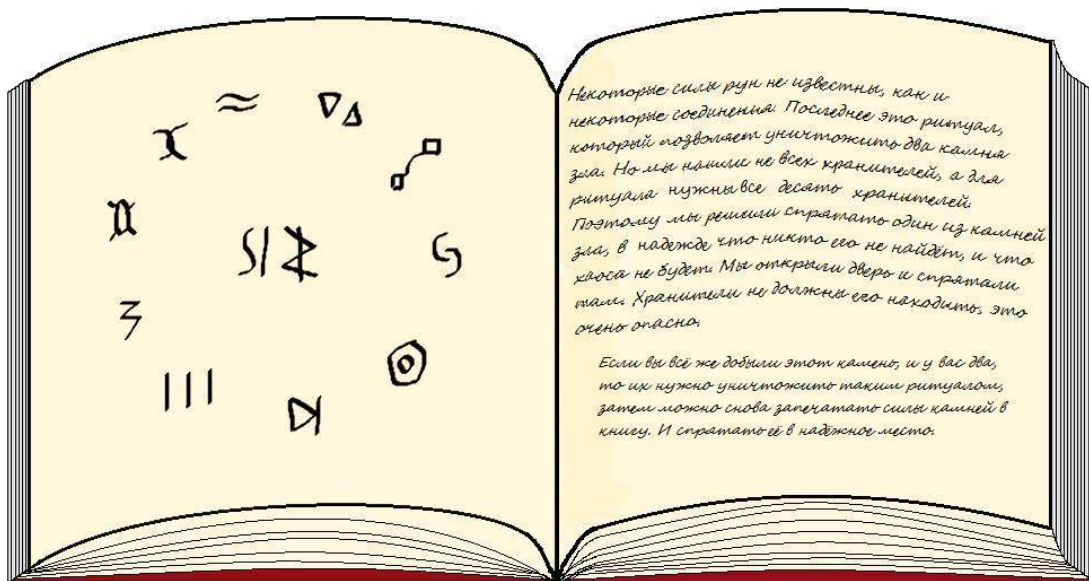 Некоторые силы рун не известны, как и
некоторые соединения. Последнее это ритуал,
который позволяет уничтожить два камня
зла. Но мы нашли не всех хранителей, а для
ритуала нужны все десять хранителей.
Поэтому мы решили спрятать один из камней
зла, в надежде что никто его не найдёт, и что
хаоса не будет. Мы открыли дверь и спрятали
там. Хранители не должны его находить, это
очень опасно.
Если вы всё же добыли этот камень, и у вас два,
то их нужно уничтожить таким ритуалом,
затем можно снова запечатать силы камней в
книгу. И спрятать её в надёжное место.